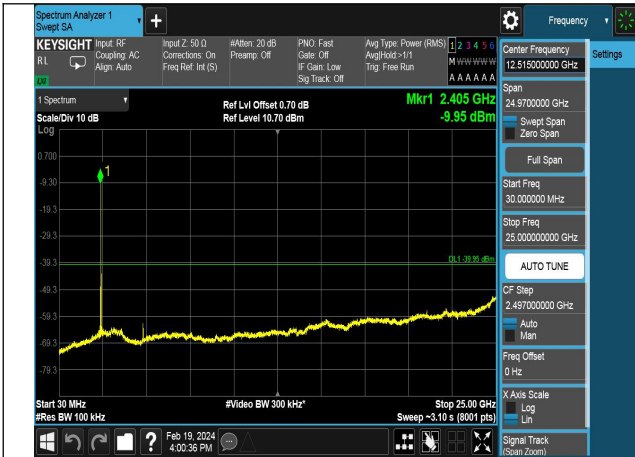 Spectrum Analyzer 1
Swept SA
Frequency
KEYSIGHT
Input: RF
Coupling: AC
Align: Auto
Input Z: 50 Ω
Corrections: On
Freq Ref: Int (S)
#Atten: 20 dB
Preamp: Off
PNO: Fast
Gate: Off
IF Gain: Low
Sig Track: Off
Avg Type: Power (RMS)
Avg|Hold:>1/1
Trig: Free Run
1 2 3 4 5 6
M W W W W W
A A A A A A
R L
LXI
Center Frequency
12.515000000 GHz
Settings
Span
24.9700000 GHz
Swept Span
Zero Span
Full Span
Start Freq
30.000000 MHz
Stop Freq
25.000000000 GHz
AUTO TUNE
CF Step
2.497000000 GHz
Auto
Man
Freq Offset
0 Hz
X Axis Scale
Log
Lin
Signal Track
(Span Zoom)
1 Spectrum
Scale/Div 10 dB
Log
Ref Lvl Offset 0.70 dB
Ref Level 10.70 dBm
Mkr1 2.405 GHz
-9.95 dBm
1
0.700
-9.30
-19.3
-29.3
-39.3
-49.3
-59.3
-69.3
-79.3
DL1 -39.95 dBm
Start 30 MHz
#Res BW 100 kHz
#Video BW 300 kHz*
Stop 25.00 GHz
Sweep ~3.10 s (8001 pts)
Feb 19, 2024
4:00:36 PM